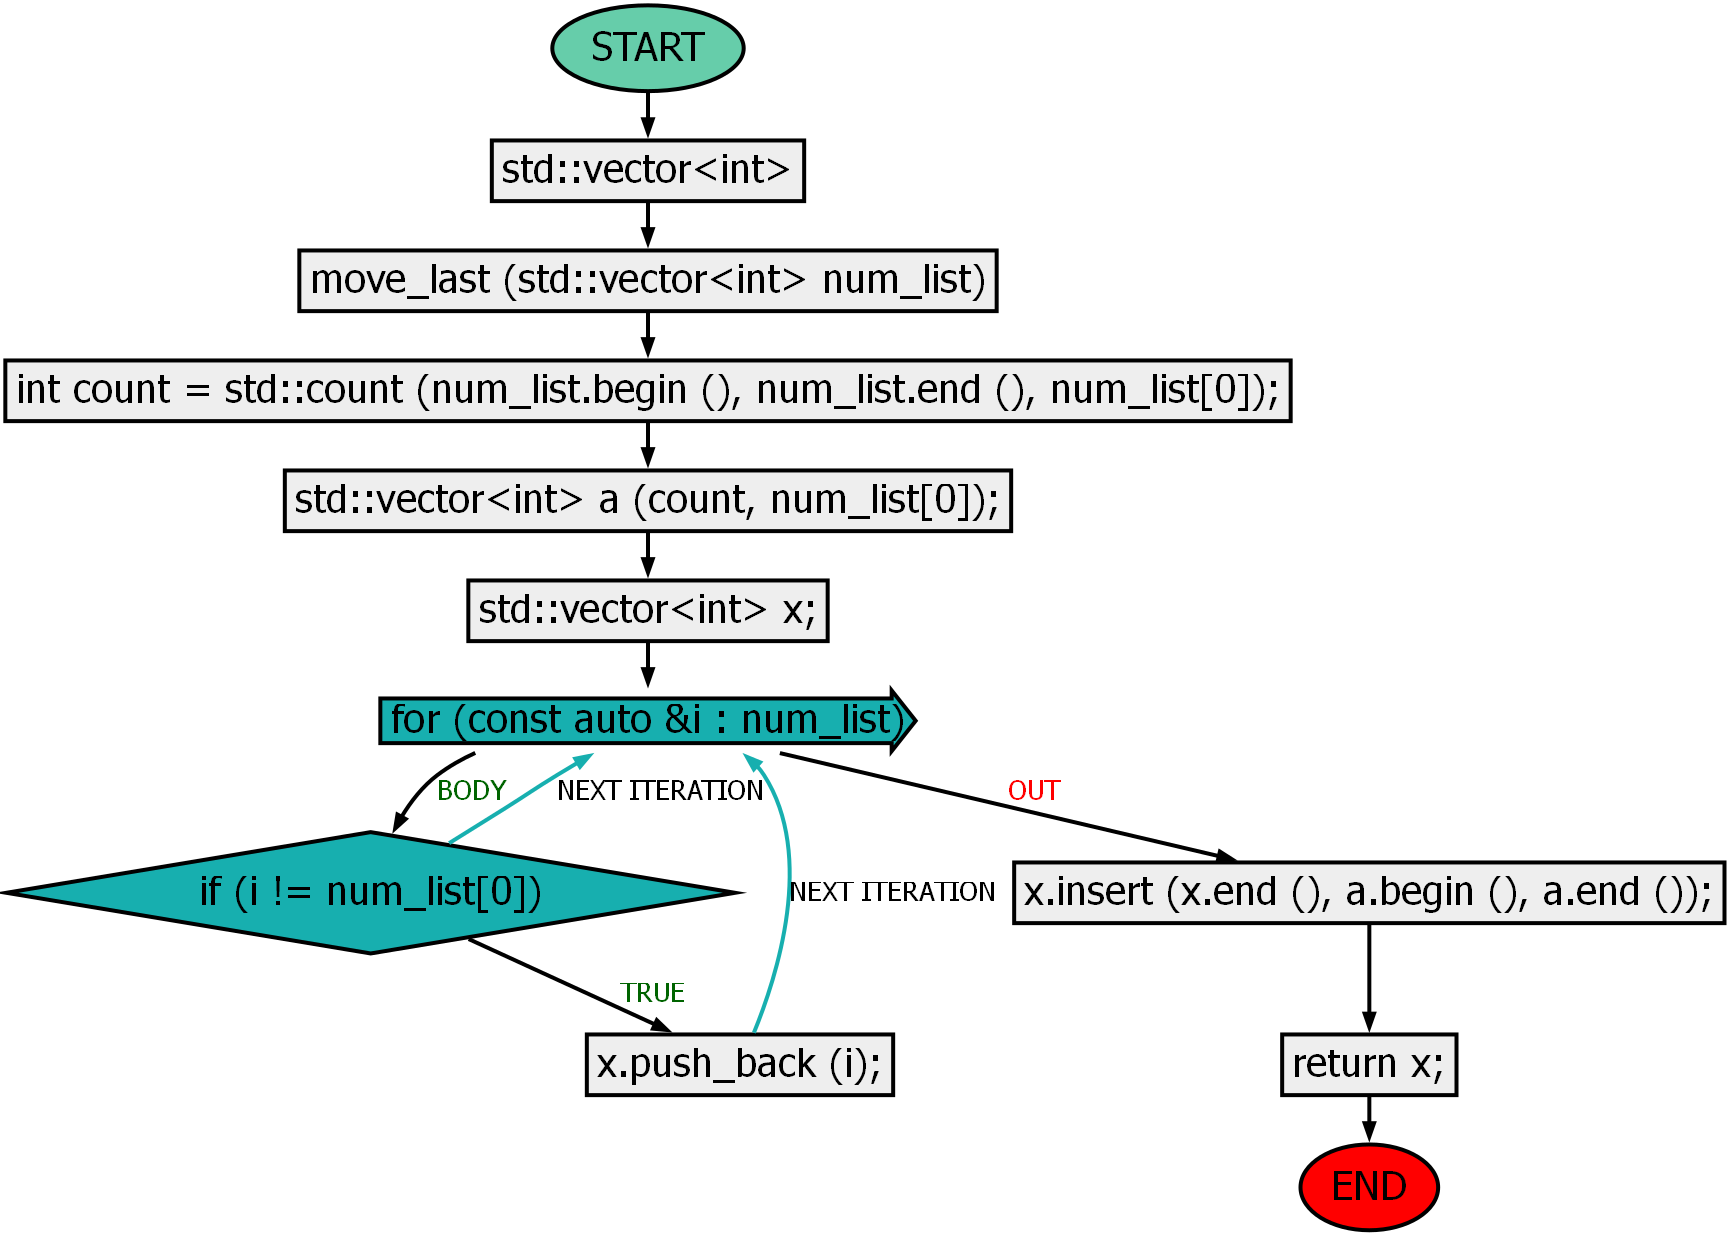 START
std::vector<int>
move_last (std::vector<int> num_list)
int count = std::count (num_list.begin (), num_list.end (), num_list[0]);
std::vector<int> a (count, num_list[0]);
std::vector<int> x;
for (const auto &i : num_list)
BODY
NEXT ITERATION
OUT
if (i != num_list[0])
NEXT ITERATION
x.insert (x.end (), a.begin (), a.end ());
TRUE
x.push_back (i);
return x;
END